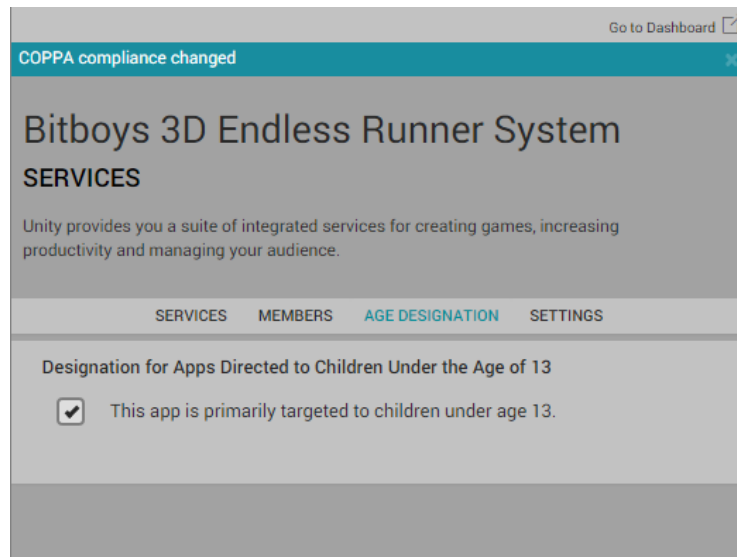 Go to Dashboard
COPPA compliance changed
Bitboys 3D Endless Runner System
SERVICES
Unity provides you a suite of integrated services for creating games, increasing
productivity and managing your audience.
SERVICES MEMBERS AGE DESIGNATION SETTINGS
Designation for Apps Directed to Children Under the Age of 13
This app is primarily targeted to children under age 13.